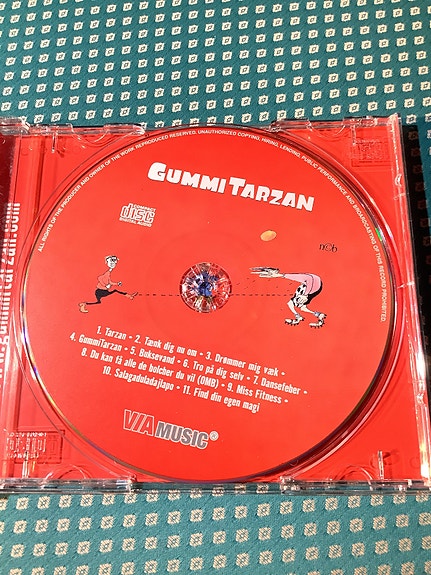 ALL RIGHTS OF THE PRODUCER AND OWNER OF THE WORK REPRODUCED RESERVED. UNAUTHORIZED COPYING, HIRING, LENDING, PUBLIC PERFORMANCE AND BROADCASTING OF THIS RECORD PROHIBITED
GUMMI TARZAN
COMPACT
disc
DIGITAL AUDIO
n©b
1. Tarzan • 2. Tænk dig nu om • 3. Drømmer mig væk •
4. GummiTarzan • 5. Buksevand • 6. Tro på dig selv • 7. Dansefeber •
8. Du kan få alle de bolcher du vil (OMB) • 9. Miss Fitness •
10. Salagaduladajlapo • 11. Find din egen magi
VIA MUSIC